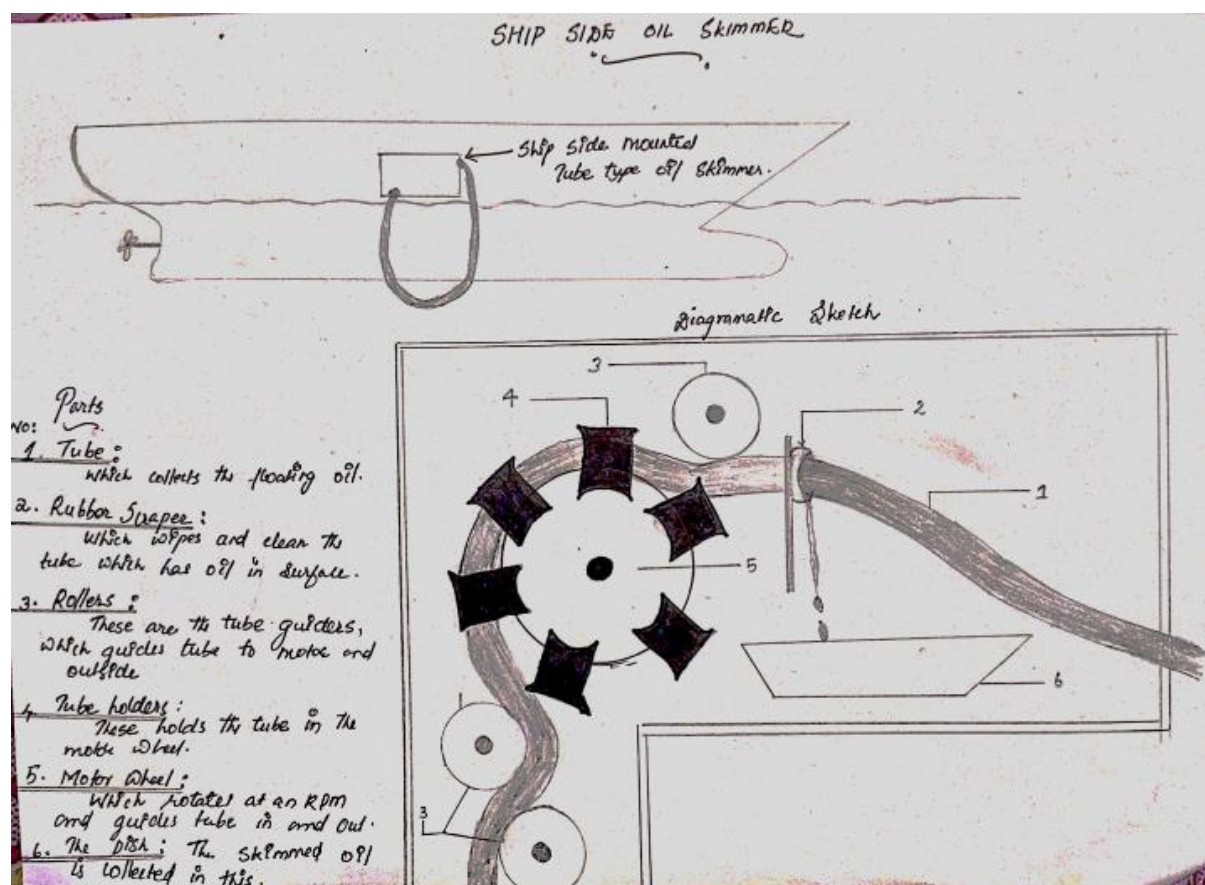 SHIP SIDE OIL SKIMMER
Ship side mounted
Tube type oil skimmer.
Diagramatic Sketch
3
4
2
1
5
6
3
Parts
NO:
1. Tube:
which collects the floating oil.
2. Rubber Scraper:
which wipes and clean the
tube which has oil in surface.
3. Rollers:
These are the tube guiders,
which guides tube to motor and
outside
4. Tube holders:
These holds the tube in the
motor wheel.
5. Motor Wheel:
Which rotates at an RPM
and guides tube in and out.
6. The Dish: The skimmed oil
is collected in this.